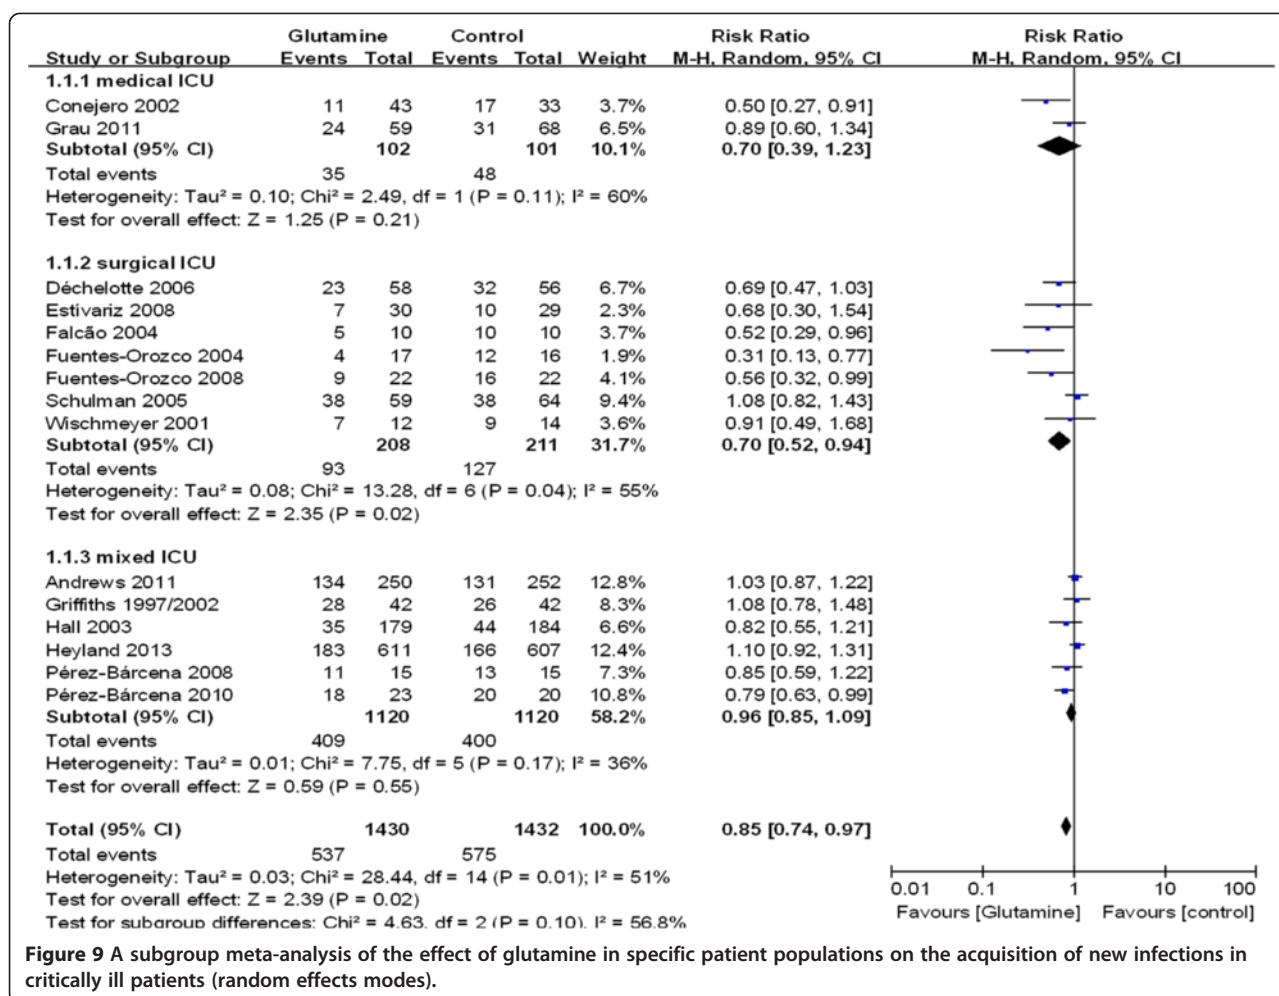 Glutamine Control Risk Ratio Risk Ratio
Study or Subgroup Events Total Events Total Weight M-H, Random, 95% CI M-H, Random, 95% CI
1.1.1 medical ICU
Conejero 2002 11 43 17 33 3.7% 0.50 [0.27, 0.91]
Grau 2011 24 59 31 68 6.5% 0.89 [0.60, 1.34]
Subtotal (95% CI) 102 101 10.1% 0.70 [0.39, 1.23]
Total events 35 48
Heterogeneity: Tau² = 0.10; Chi² = 2.49, df = 1 (P = 0.11); I² = 60%
Test for overall effect: Z = 1.25 (P = 0.21)
1.1.2 surgical ICU
Déchelotte 2006 23 58 32 56 6.7% 0.69 [0.47, 1.03]
Estivariz 2008 7 30 10 29 2.3% 0.68 [0.30, 1.54]
Falcão 2004 5 10 10 10 3.7% 0.52 [0.29, 0.96]
Fuentes-Orozco 2004 4 17 12 16 1.9% 0.31 [0.13, 0.77]
Fuentes-Orozco 2008 9 22 16 22 4.1% 0.56 [0.32, 0.99]
Schulman 2005 38 59 38 64 9.4% 1.08 [0.82, 1.43]
Wischmeyer 2001 7 12 9 14 3.6% 0.91 [0.49, 1.68]
Subtotal (95% CI) 208 211 31.7% 0.70 [0.52, 0.94]
Total events 93 127
Heterogeneity: Tau² = 0.08; Chi² = 13.28, df = 6 (P = 0.04); I² = 55%
Test for overall effect: Z = 2.35 (P = 0.02)
1.1.3 mixed ICU
Andrews 2011 134 250 131 252 12.8% 1.03 [0.87, 1.22]
Griffiths 1997/2002 28 42 26 42 8.3% 1.08 [0.78, 1.48]
Hall 2003 35 179 44 184 6.6% 0.82 [0.55, 1.21]
Heyland 2013 183 611 166 607 12.4% 1.10 [0.92, 1.31]
Pérez-Bárcena 2008 11 15 13 15 7.3% 0.85 [0.59, 1.22]
Pérez-Bárcena 2010 18 23 20 20 10.8% 0.79 [0.63, 0.99]
Subtotal (95% CI) 1120 1120 58.2% 0.96 [0.85, 1.09]
Total events 409 400
Heterogeneity: Tau² = 0.01; Chi² = 7.75, df = 5 (P = 0.17); I² = 36%
Test for overall effect: Z = 0.59 (P = 0.55)
Total (95% CI) 1430 1432 100.0% 0.85 [0.74, 0.97]
Total events 537 575
Heterogeneity: Tau² = 0.03; Chi² = 28.44, df = 14 (P = 0.01); I² = 51%
Test for overall effect: Z = 2.39 (P = 0.02)
Test for subgroup differences: Chi² = 4.63, df = 2 (P = 0.10), I² = 56.8%
0.01 0.1 1 10 100
Favours [Glutamine] Favours [control]
Figure 9 A subgroup meta-analysis of the effect of glutamine in specific patient populations on the acquisition of new infections in
critically ill patients (random effects modes).